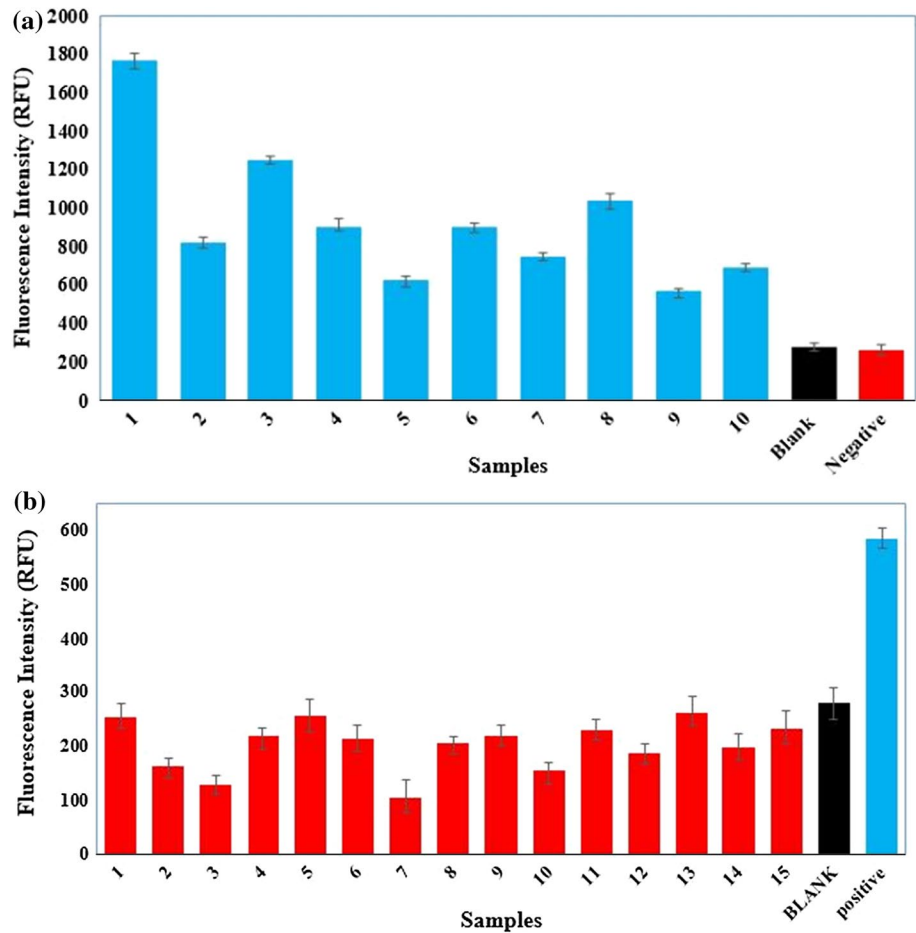 (a)
Fluorescence Intensity (RFU)
2000
1800
1600
1400
1200
1000
800
600
400
200
0
1 2 3 4 5 6 7 8 9 10 Blank Negative
Samples
(b)
Fluorescence Intensity (RFU)
600
500
400
300
200
100
0
1 2 3 4 5 6 7 8 9 10 11 12 13 14 15 BLANK positive
Samples